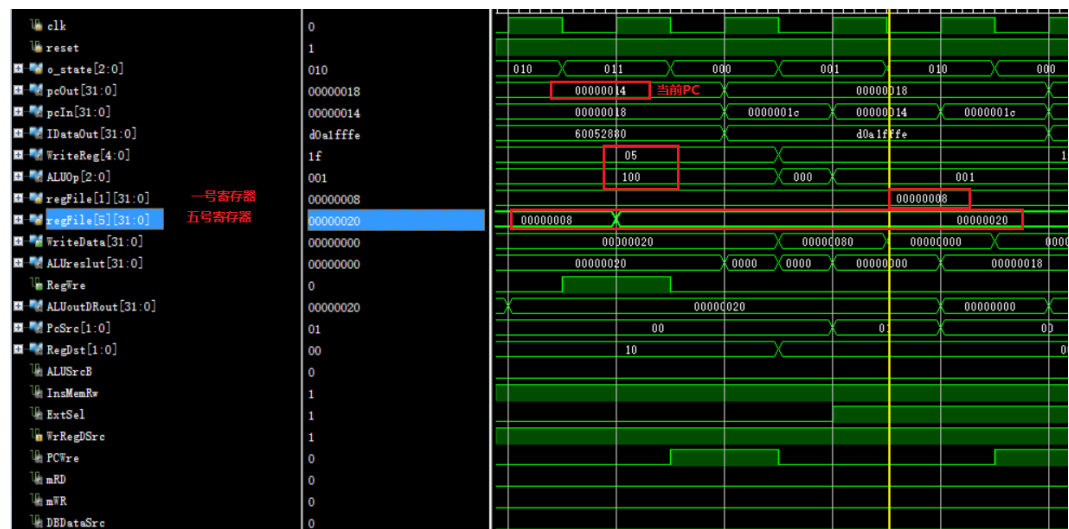 clk 0
reset 1
o_state[2:0] 010 010 011 000 001 010 000
pcOut[31:0] 00000018 00000014 当前PC 00000018
pcIn[31:0] 00000014 00000018 0000001c 00000014 0000001c
IDataOut[31:0] d0a1fffe 60052880 d0a1fffe
WriteReg[4:0] 1f 05 1
ALUOp[2:0] 001 100 000 001
regFile[1][31:0] 一号寄存器 00000008 00000008
regFile[5][31:0] 五号寄存器 00000020 00000008 00000020
WriteData[31:0] 00000000 00000020 00000080 00000000 0000
ALUreslut[31:0] 00000000 00000020 0000 0000 00000000 00000018
RegWre 0
ALUoutDRout[31:0] 00000020 00000020 00000000
PcSrc[1:0] 01 00 01 00
RegDst[1:0] 00 10 0
ALUSrcB 0
InsMemRw 1
ExtSel 1
WrRegDSrc 1
PCWre 0
mRD 0
mWR 0
DBDataSrc 0